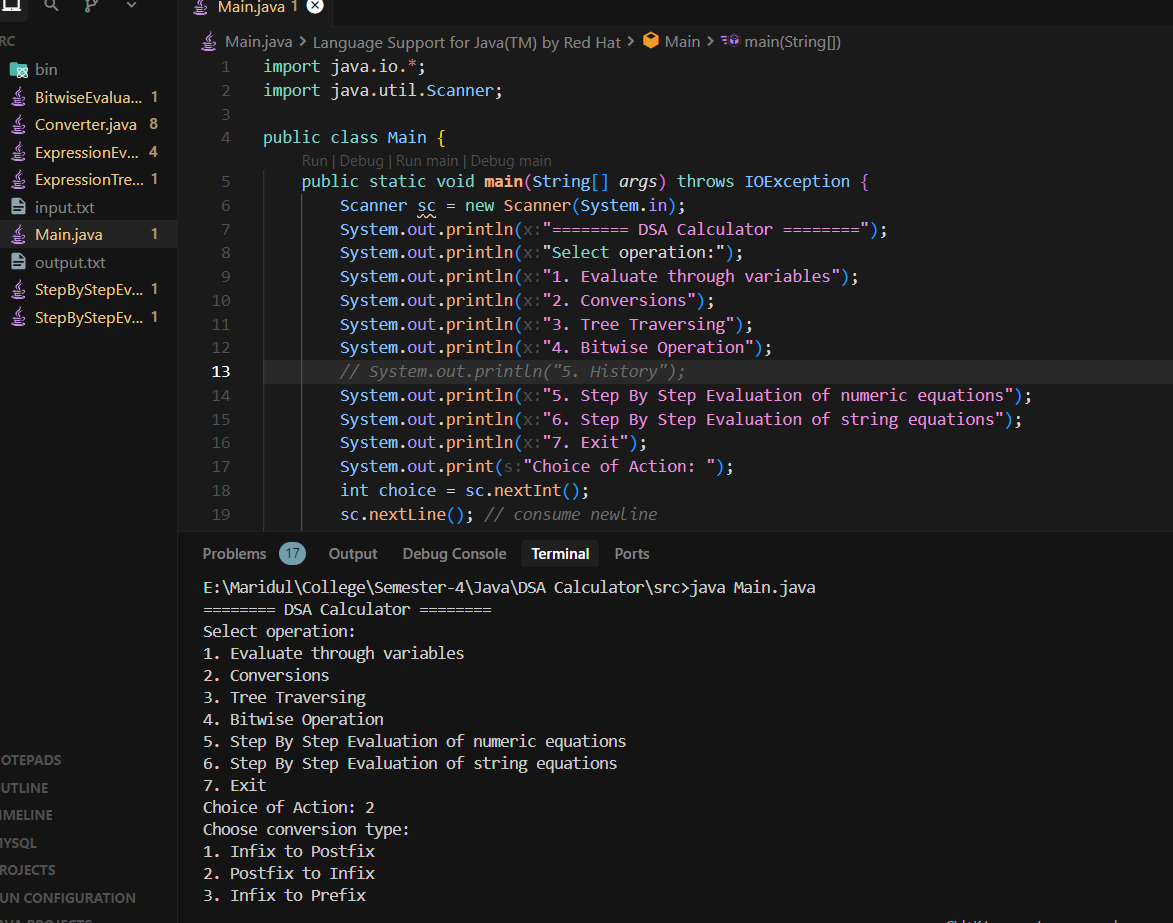 Main.java 1
RC
bin
BitwiseEvalua... 1
Converter.java 8
ExpressionEv... 4
ExpressionTre... 1
input.txt
Main.java 1
output.txt
StepByStepEv... 1
StepByStepEv... 1
OTEPADS
UTLINE
IMELINE
MYSQL
ROJECTS
UN CONFIGURATION
Main.java > Language Support for Java(TM) by Red Hat > Main > main(String[])
1 import java.io.*;
2 import java.util.Scanner;
3
4 public class Main {
Run | Debug | Run main | Debug main
5 public static void main(String[] args) throws IOException {
6 Scanner sc = new Scanner(System.in);
7 System.out.println(x:"======== DSA Calculator ========");
8 System.out.println(x:"Select operation:");
9 System.out.println(x:"1. Evaluate through variables");
10 System.out.println(x:"2. Conversions");
11 System.out.println(x:"3. Tree Traversing");
12 System.out.println(x:"4. Bitwise Operation");
13 // System.out.println("5. History");
14 System.out.println(x:"5. Step By Step Evaluation of numeric equations");
15 System.out.println(x:"6. Step By Step Evaluation of string equations");
16 System.out.println(x:"7. Exit");
17 System.out.print(s:"Choice of Action: ");
18 int choice = sc.nextInt();
19 sc.nextLine(); // consume newline
Problems 17 Output Debug Console Terminal Ports
E:\Maridul\College\Semester-4\Java\DSA Calculator\src>java Main.java
======== DSA Calculator ========
Select operation:
1. Evaluate through variables
2. Conversions
3. Tree Traversing
4. Bitwise Operation
5. Step By Step Evaluation of numeric equations
6. Step By Step Evaluation of string equations
7. Exit
Choice of Action: 2
Choose conversion type:
1. Infix to Postfix
2. Postfix to Infix
3. Infix to Prefix